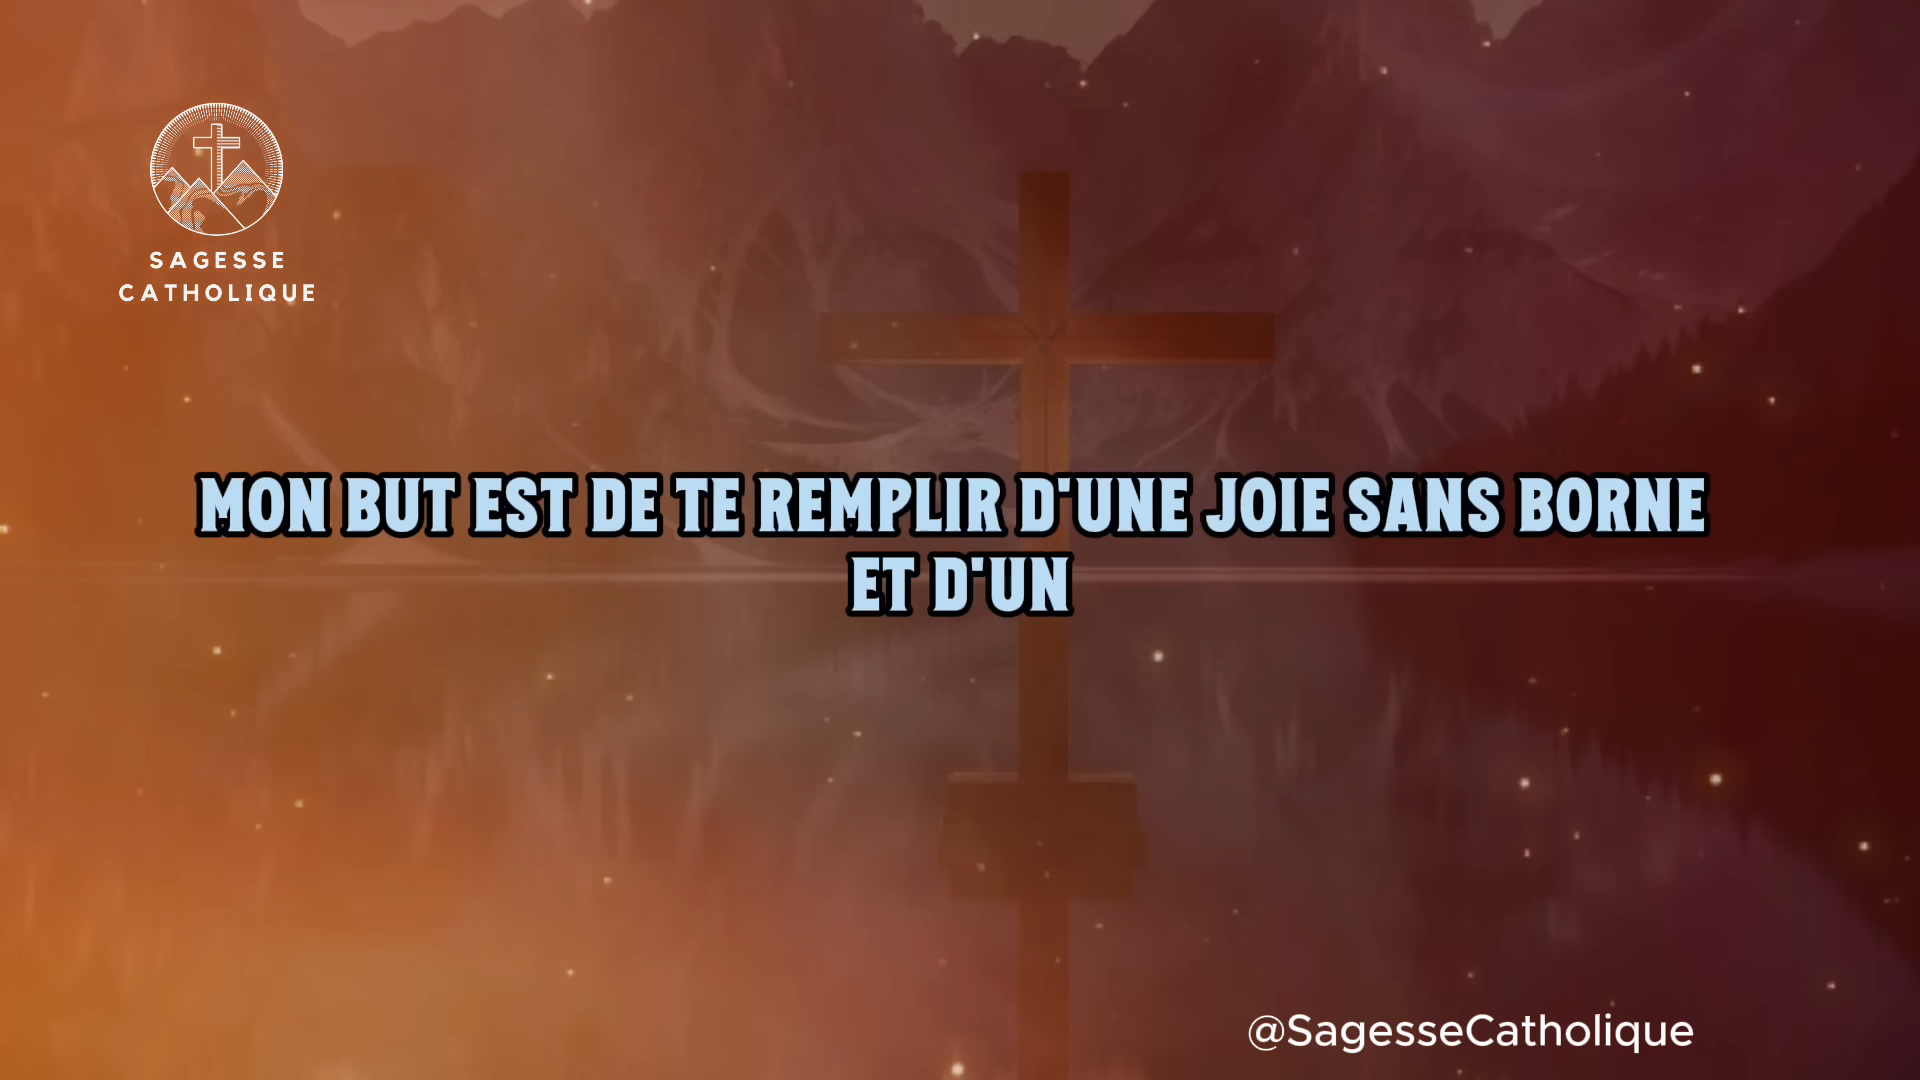 SAGESSE
CATHOLIQUE
MON BUT EST DE TE REMPLIR D'UNE JOIE SANS BORNE
ET D'UN
@SagesseCatholique